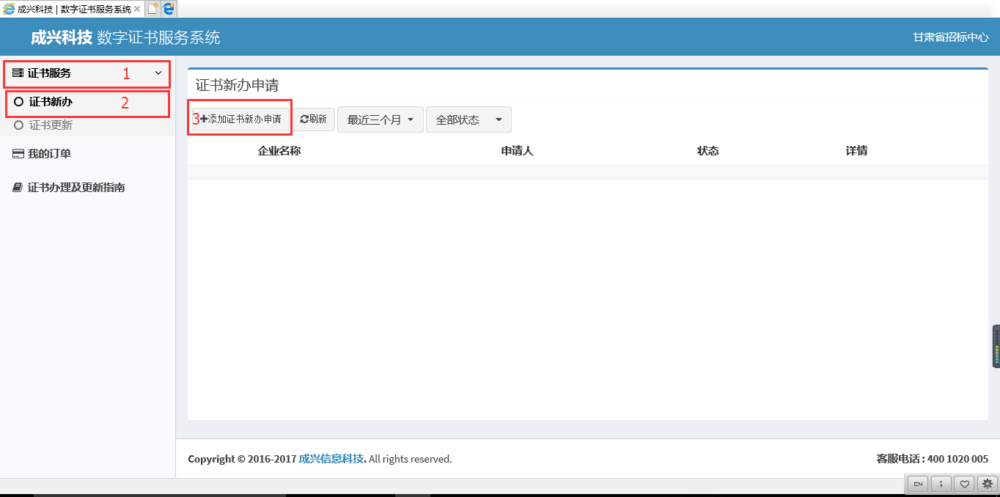 成兴科技 | 数字证书服务系统
成兴科技 数字证书服务系统
甘肃省招标中心
证书服务 1
证书新办 2
证书更新
我的订单
证书办理及更新指南
证书新办申请
3 添加证书新办申请 刷新 最近三个月 全部状态
企业名称 申请人 状态 详情
Copyright © 2016-2017 成兴信息科技. All rights reserved.
客服电话 : 400 1020 005
CN ;